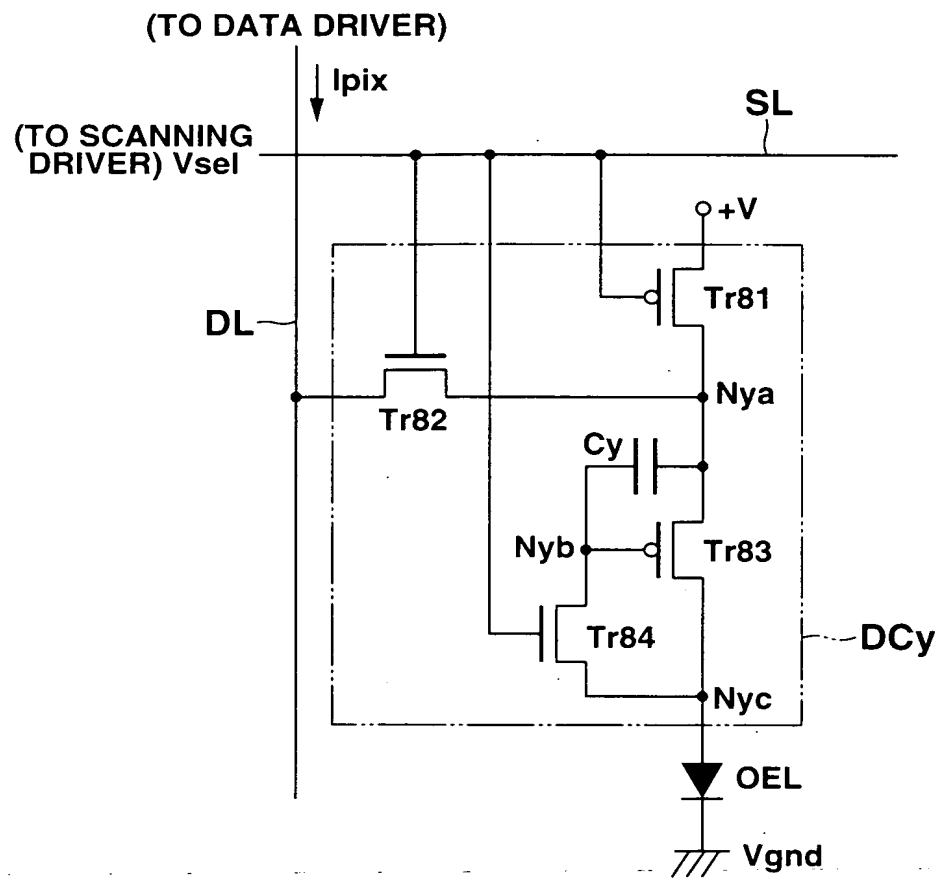 (TO DATA DRIVER)
Ipix
SL
(TO SCANNING
DRIVER) Vsel
+V
Tr81
DL
Nya
Tr82
Cy
Nyb
Tr83
Tr84
DCy
Nyc
OEL
Vgnd